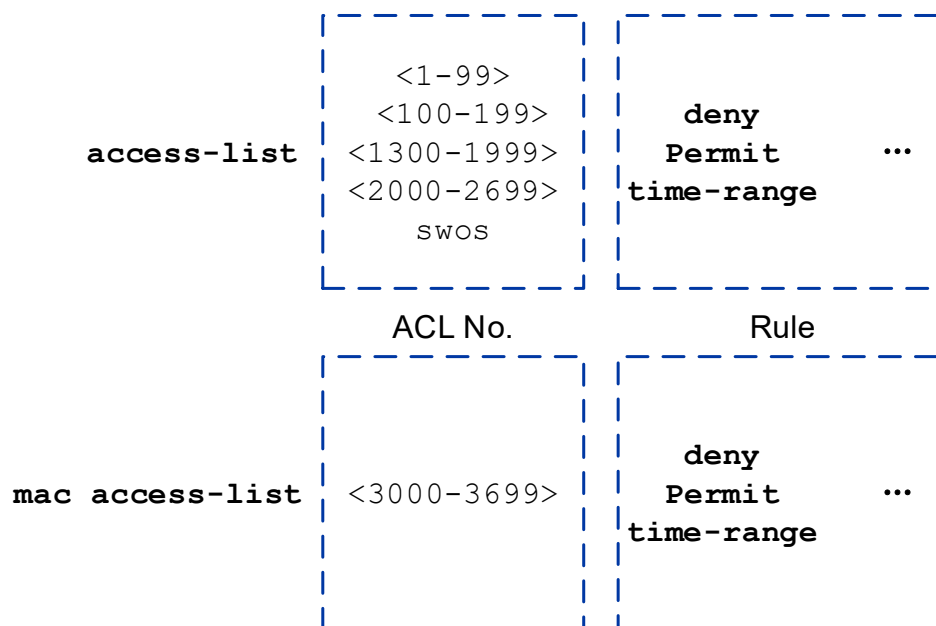 <1-99>
<100-199>
<1300-1999>
<2000-2699>
swos
access-list
deny
Permit
time-range
...
ACL No.
Rule
mac access-list
<3000-3699>
deny
Permit
time-range
...